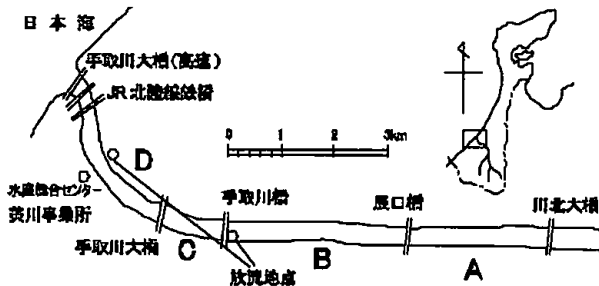 日本海
手取川大橋(高速)
JR北陸線鉄橋
0 1 2 3km
D
水産総合センター
美川事業所
手取川橋
辰口橋
川北大橋
手取川大橋
C
B
A
放流地点